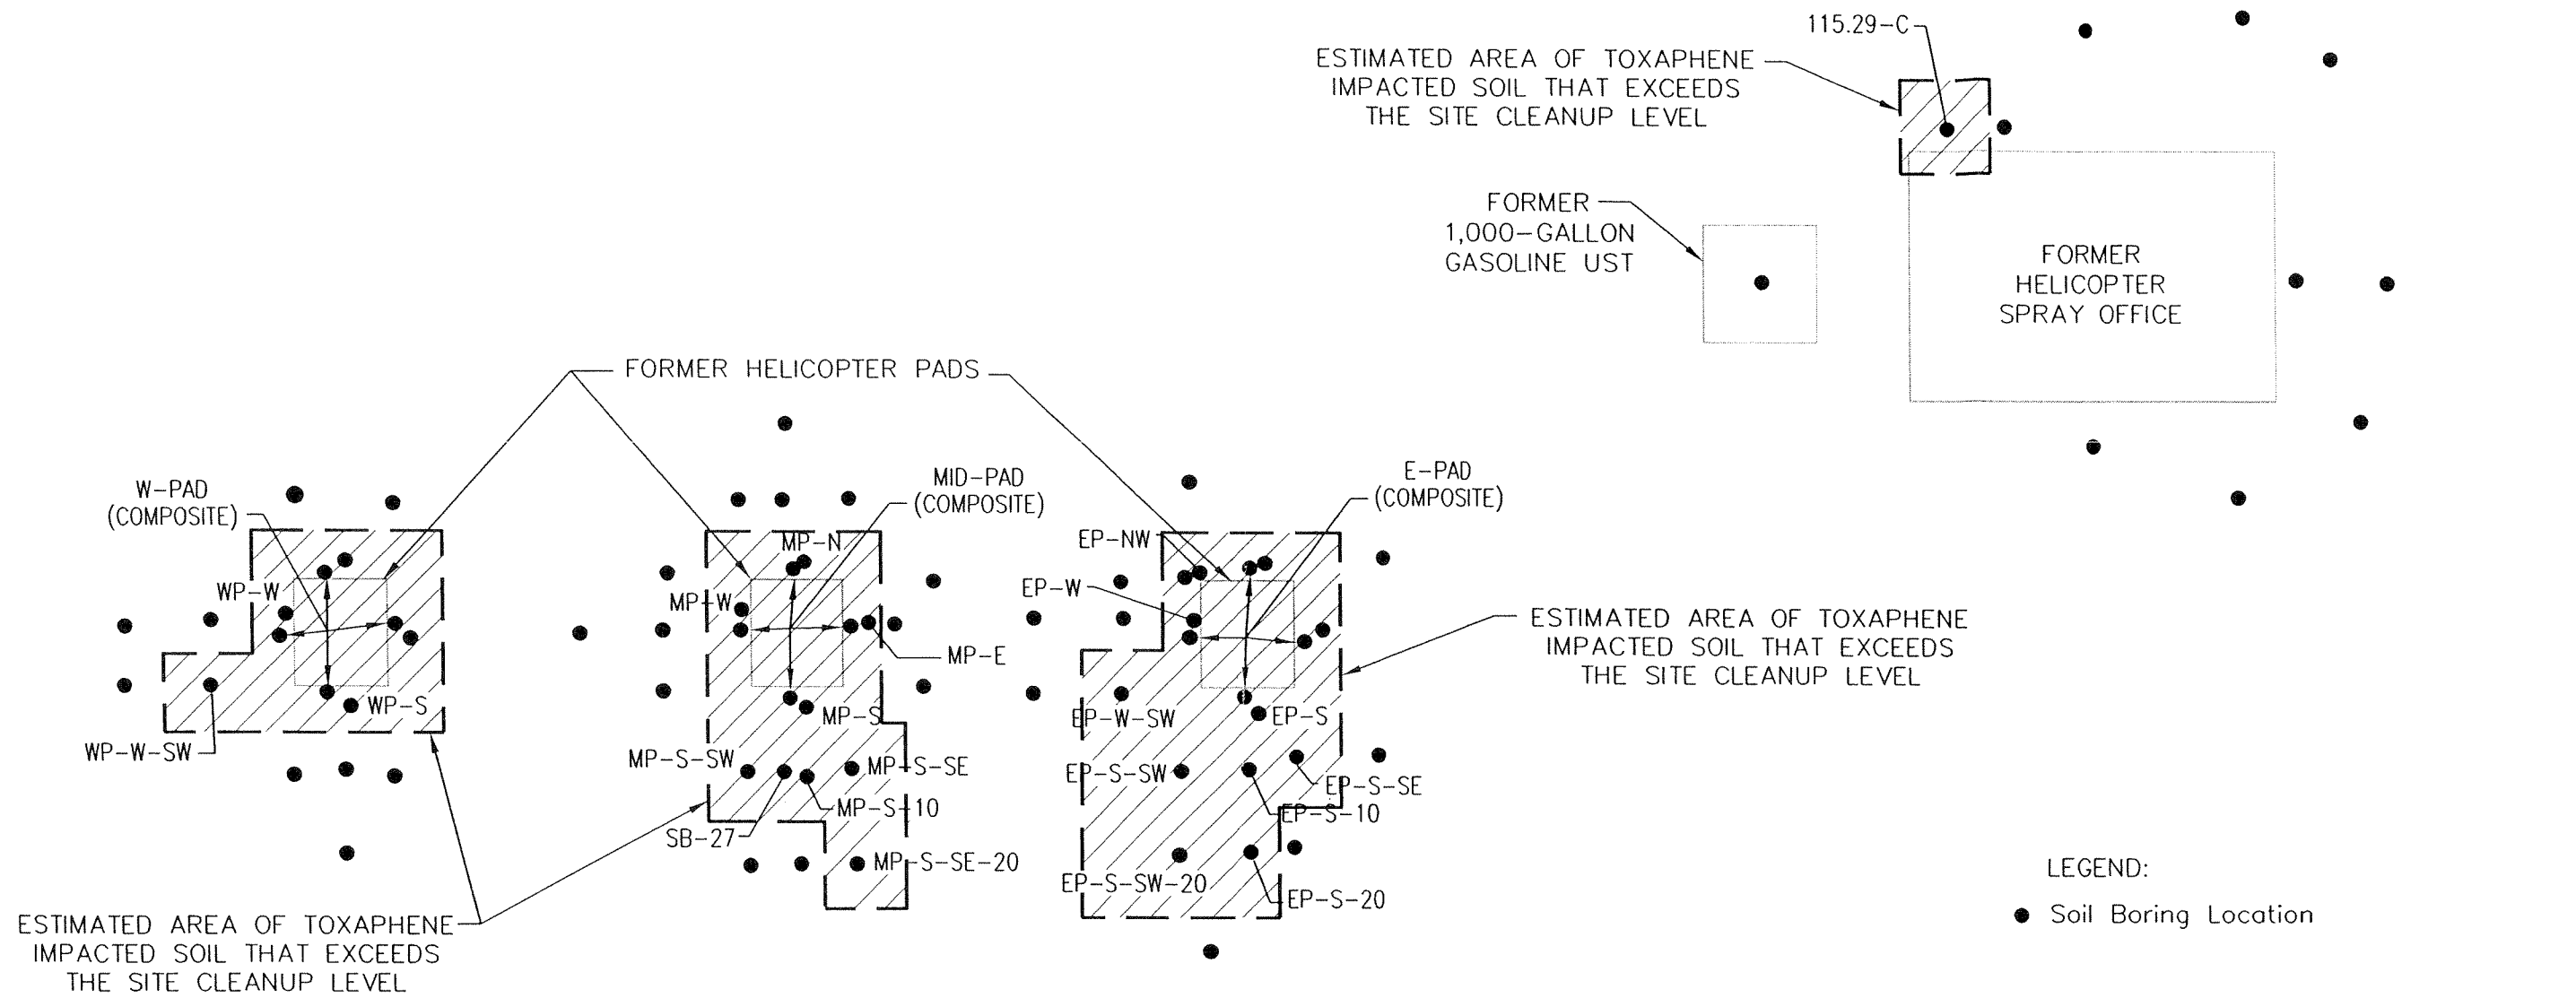 115.29-C
ESTIMATED AREA OF TOXAPHENE
IMPACTED SOIL THAT EXCEEDS
THE SITE CLEANUP LEVEL
FORMER
1,000-GALLON
GASOLINE UST
FORMER
HELICOPTER
SPRAY OFFICE
FORMER HELICOPTER PADS
W-PAD
(COMPOSITE)
MID-PAD
(COMPOSITE)
E-PAD
(COMPOSITE)
WP-W
WP-S
WP-W-SW
MP-N
MP-W
MP-E
MP-S
MP-S-SW
MP-S-SE
MP-S-10
SB-27
MP-S-SE-20
EP-NW
EP-W
EP-W-SW
EP-S
EP-S-SW
EP-S-SE
EP-S-10
EP-S-SW-20
EP-S-20
ESTIMATED AREA OF TOXAPHENE
IMPACTED SOIL THAT EXCEEDS
THE SITE CLEANUP LEVEL
ESTIMATED AREA OF TOXAPHENE
IMPACTED SOIL THAT EXCEEDS
THE SITE CLEANUP LEVEL
LEGEND:
Soil Boring Location